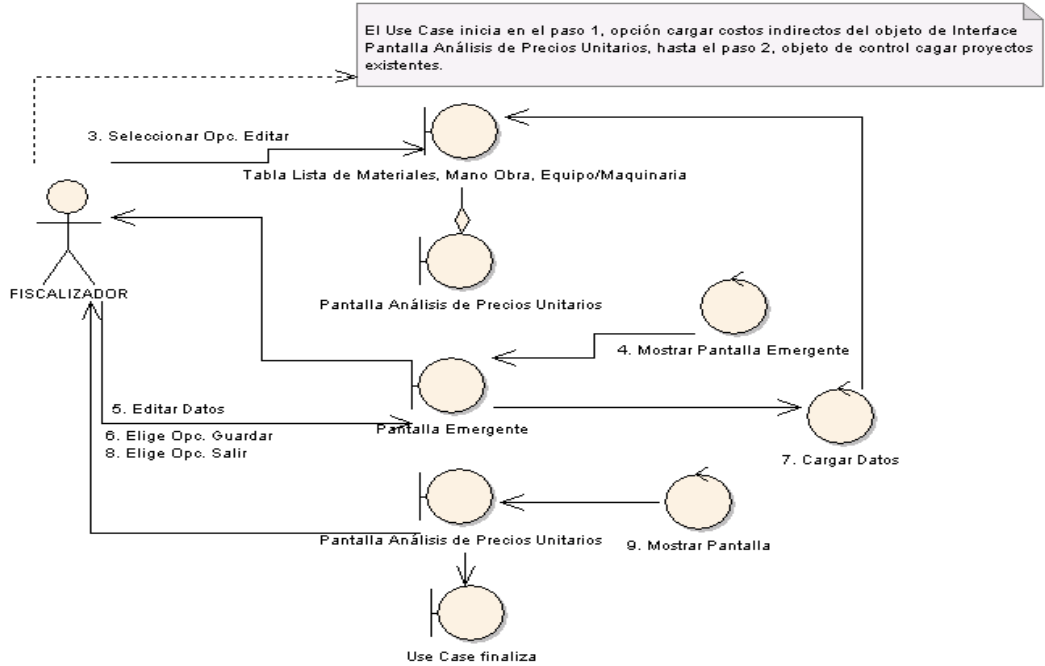 El Use Case inicia en el paso 1, opción cargar costos indirectos del objeto de Interface
Pantalla Análisis de Precios Unitarios, hasta el paso 2, objeto de control cagar proyectos
existentes.
3. Seleccionar Opc. Editar
Tabla Lista de Materiales, Mano Obra, Equipo/Maquinaria
FISCALIZADOR
Pantalla Análisis de Precios Unitarios
4. Mostrar Pantalla Emergente
5. Editar Datos
Pantalla Emergente
6. Elige Opc. Guardar
8. Elige Opc. Salir
7. Cargar Datos
Pantalla Análisis de Precios Unitarios
9. Mostrar Pantalla
Use Case finaliza